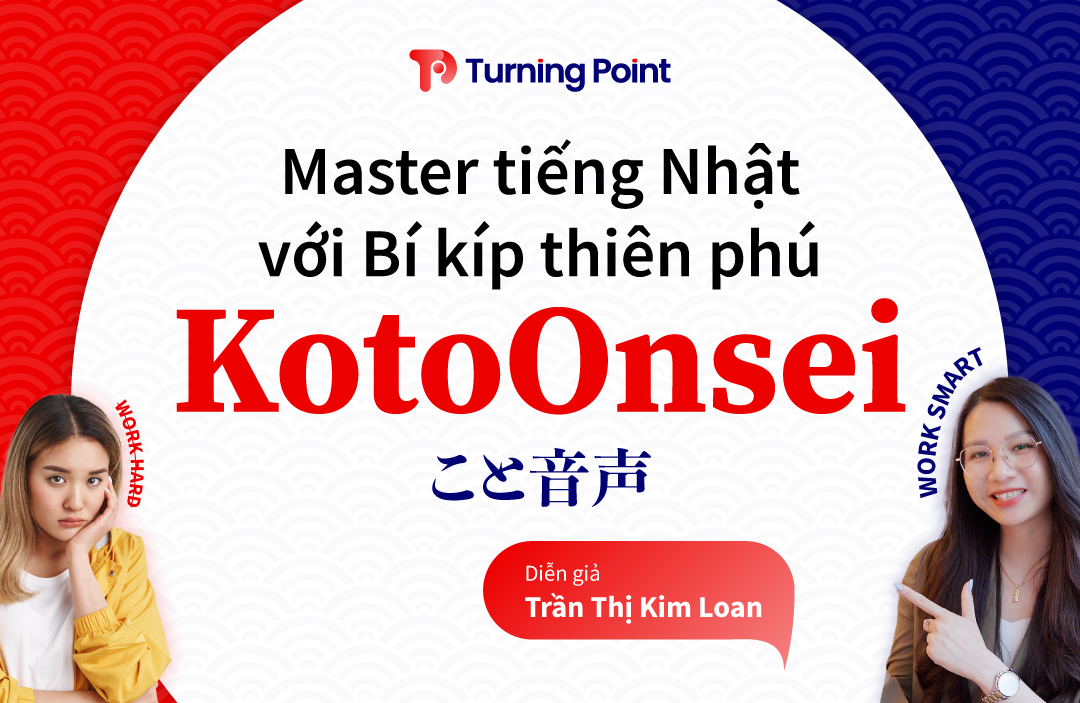 Turning Point
Master tiếng Nhật
với Bí kíp thiên phú
KotoOnsei
こと音声
WORK HARD
WORK SMART
Diễn giả
Trần Thị Kim Loan